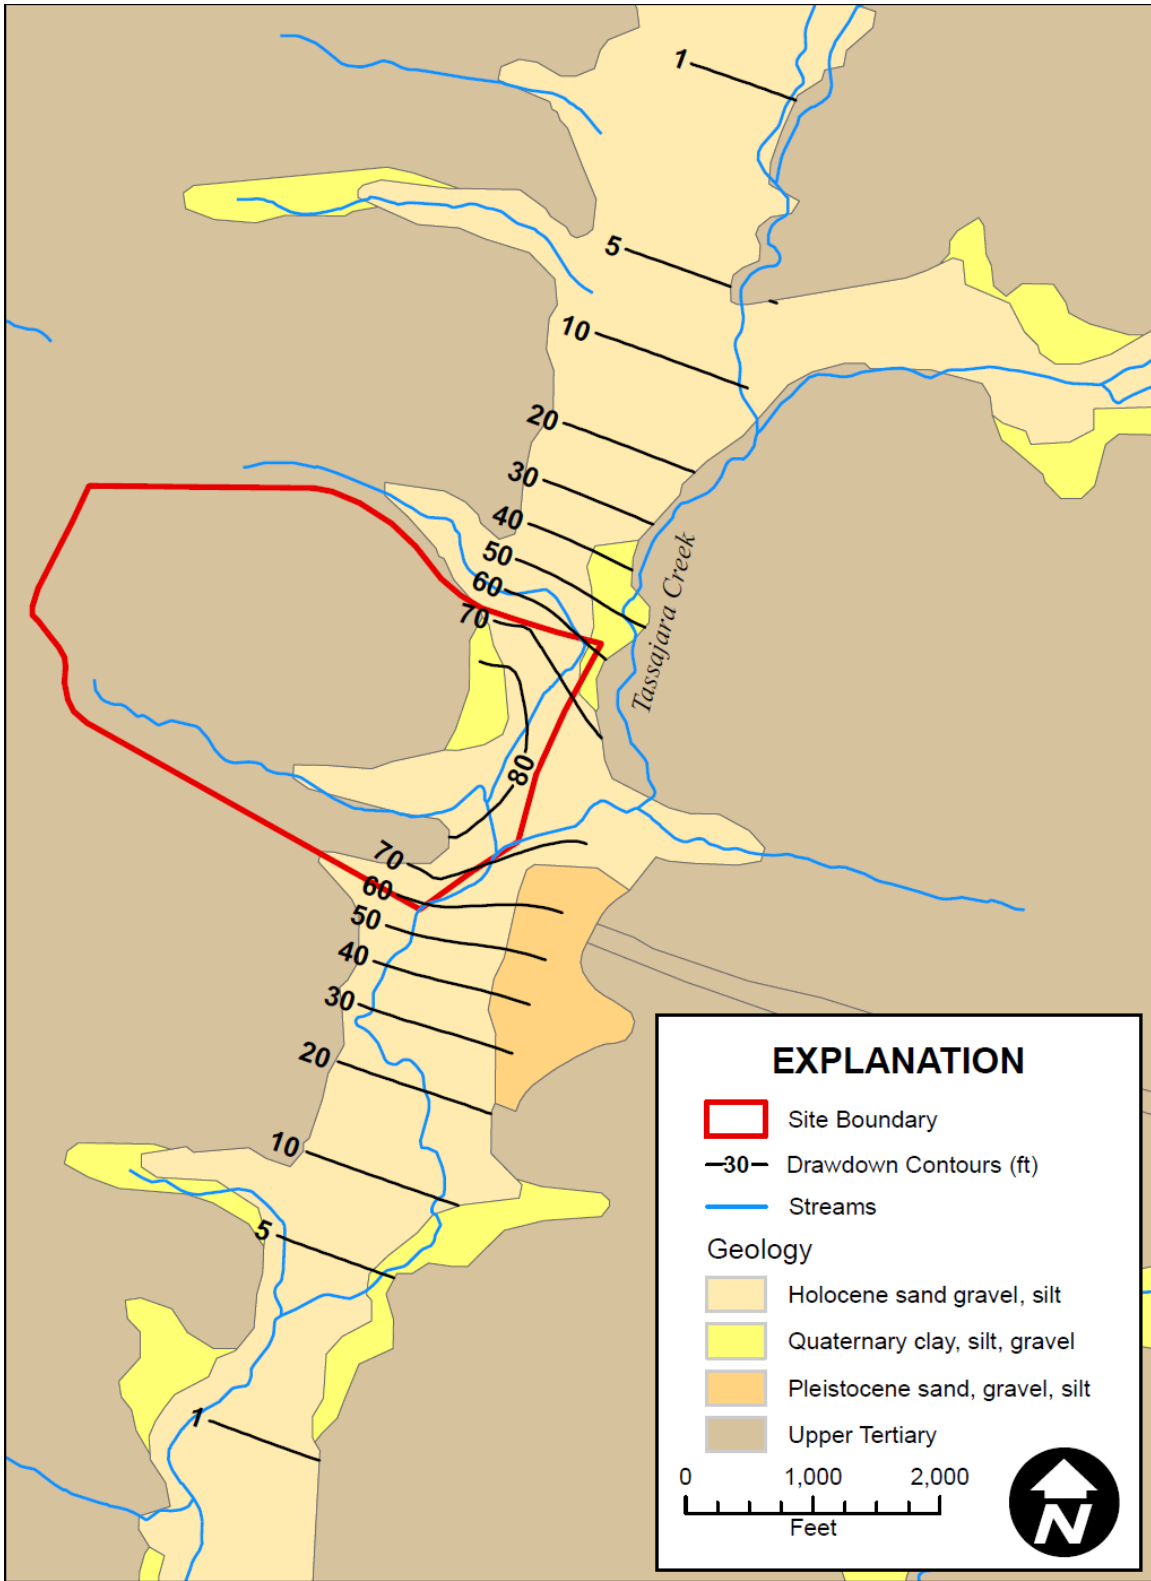 1
5
10
20
30
40
50
60
70
Tassajara Creek
80
70
60
50
40
30
20
10
5
1
EXPLANATION
Site Boundary
30 Drawdown Contours (ft)
Streams
Geology
Holocene sand gravel, silt
Quaternary clay, silt, gravel
Pleistocene sand, gravel, silt
Upper Tertiary
0 1,000 2,000
Feet
N